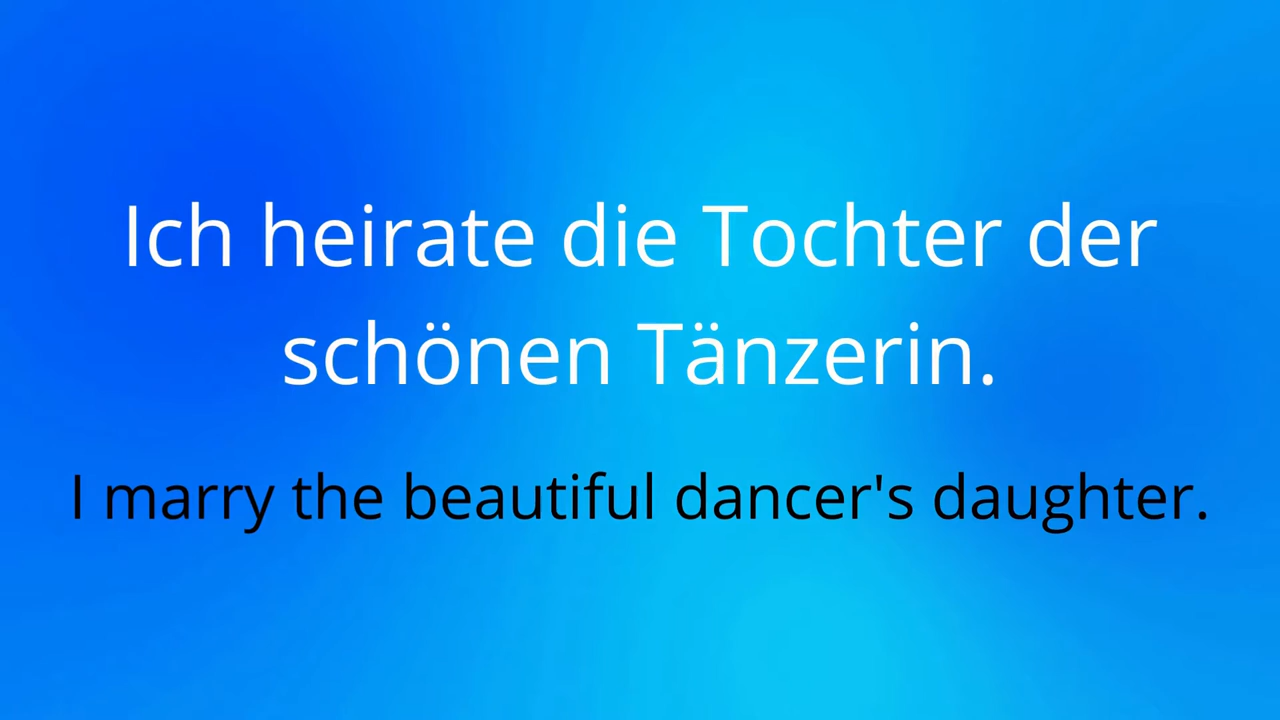 Ich heirate die Tochter der
schönen Tänzerin.
I marry the beautiful dancer's daughter.